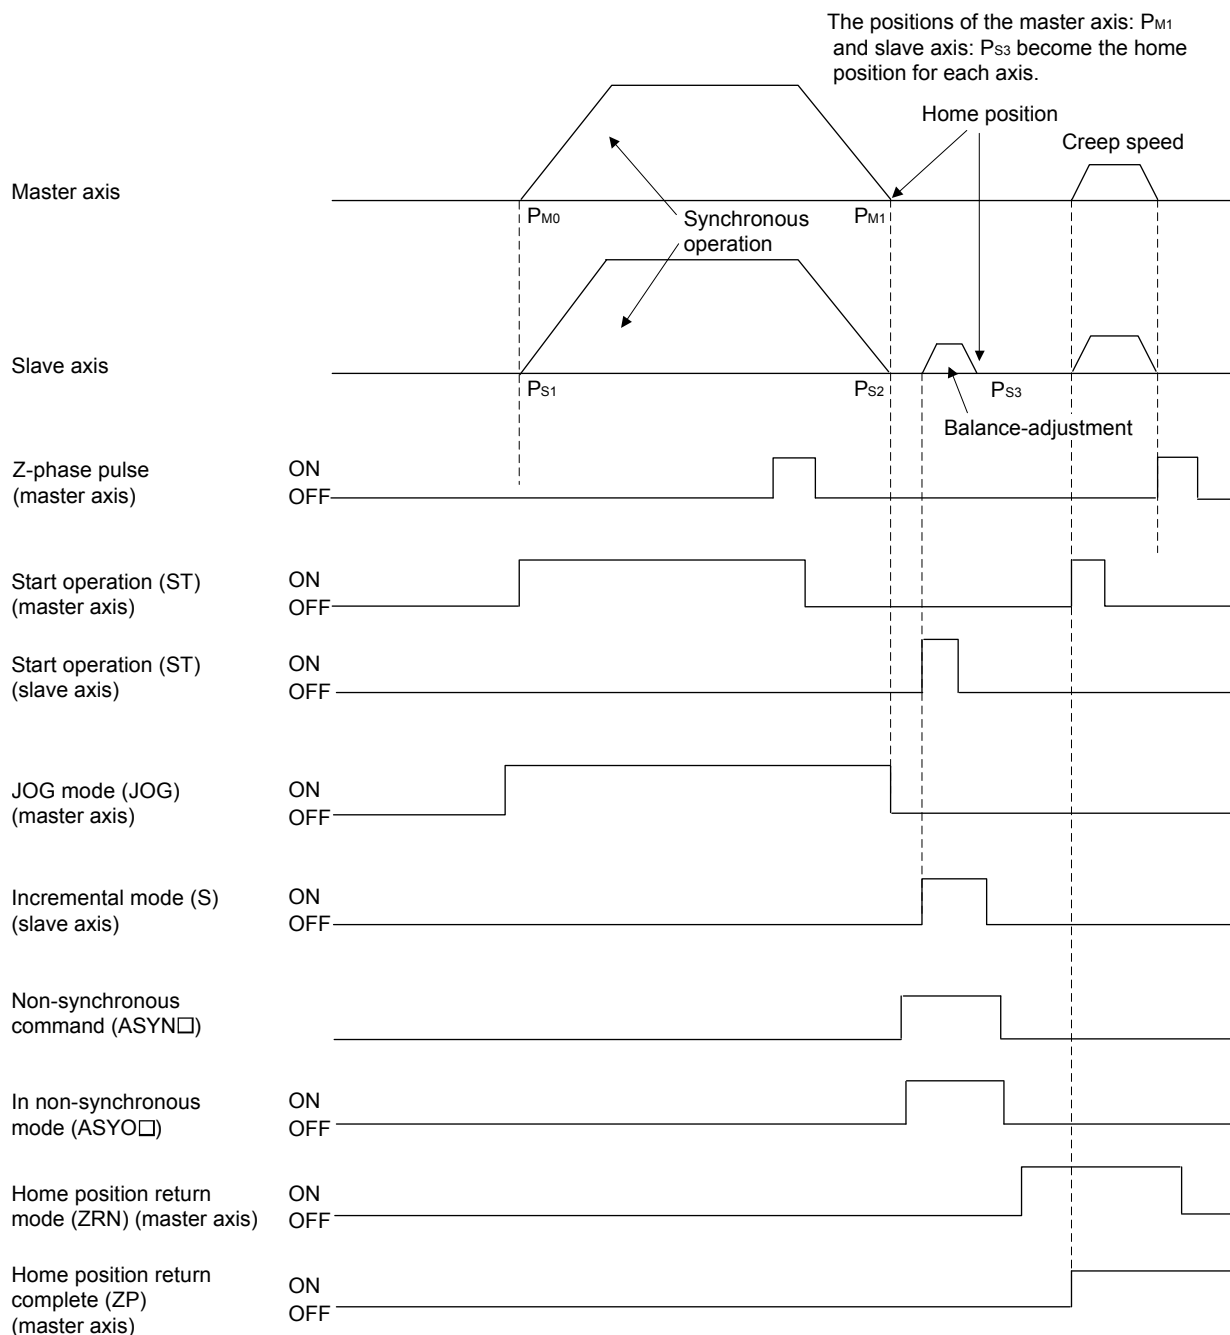 The positions of the master axis: PM1
and slave axis: PS3 become the home
position for each axis.
Home position
Creep speed
Master axis
PM0
PM1
Synchronous
operation
Slave axis
PS1
PS2
PS3
Balance-adjustment
Z-phase pulse
(master axis)
ON
OFF
Start operation (ST)
(master axis)
ON
OFF
Start operation (ST)
(slave axis)
ON
OFF
JOG mode (JOG)
(master axis)
ON
OFF
Incremental mode (S)
(slave axis)
ON
OFF
Non-synchronous
command (ASYN□)
In non-synchronous
mode (ASYO□)
ON
OFF
Home position return
mode (ZRN) (master axis)
ON
OFF
Home position return
complete (ZP)
(master axis)
ON
OFF